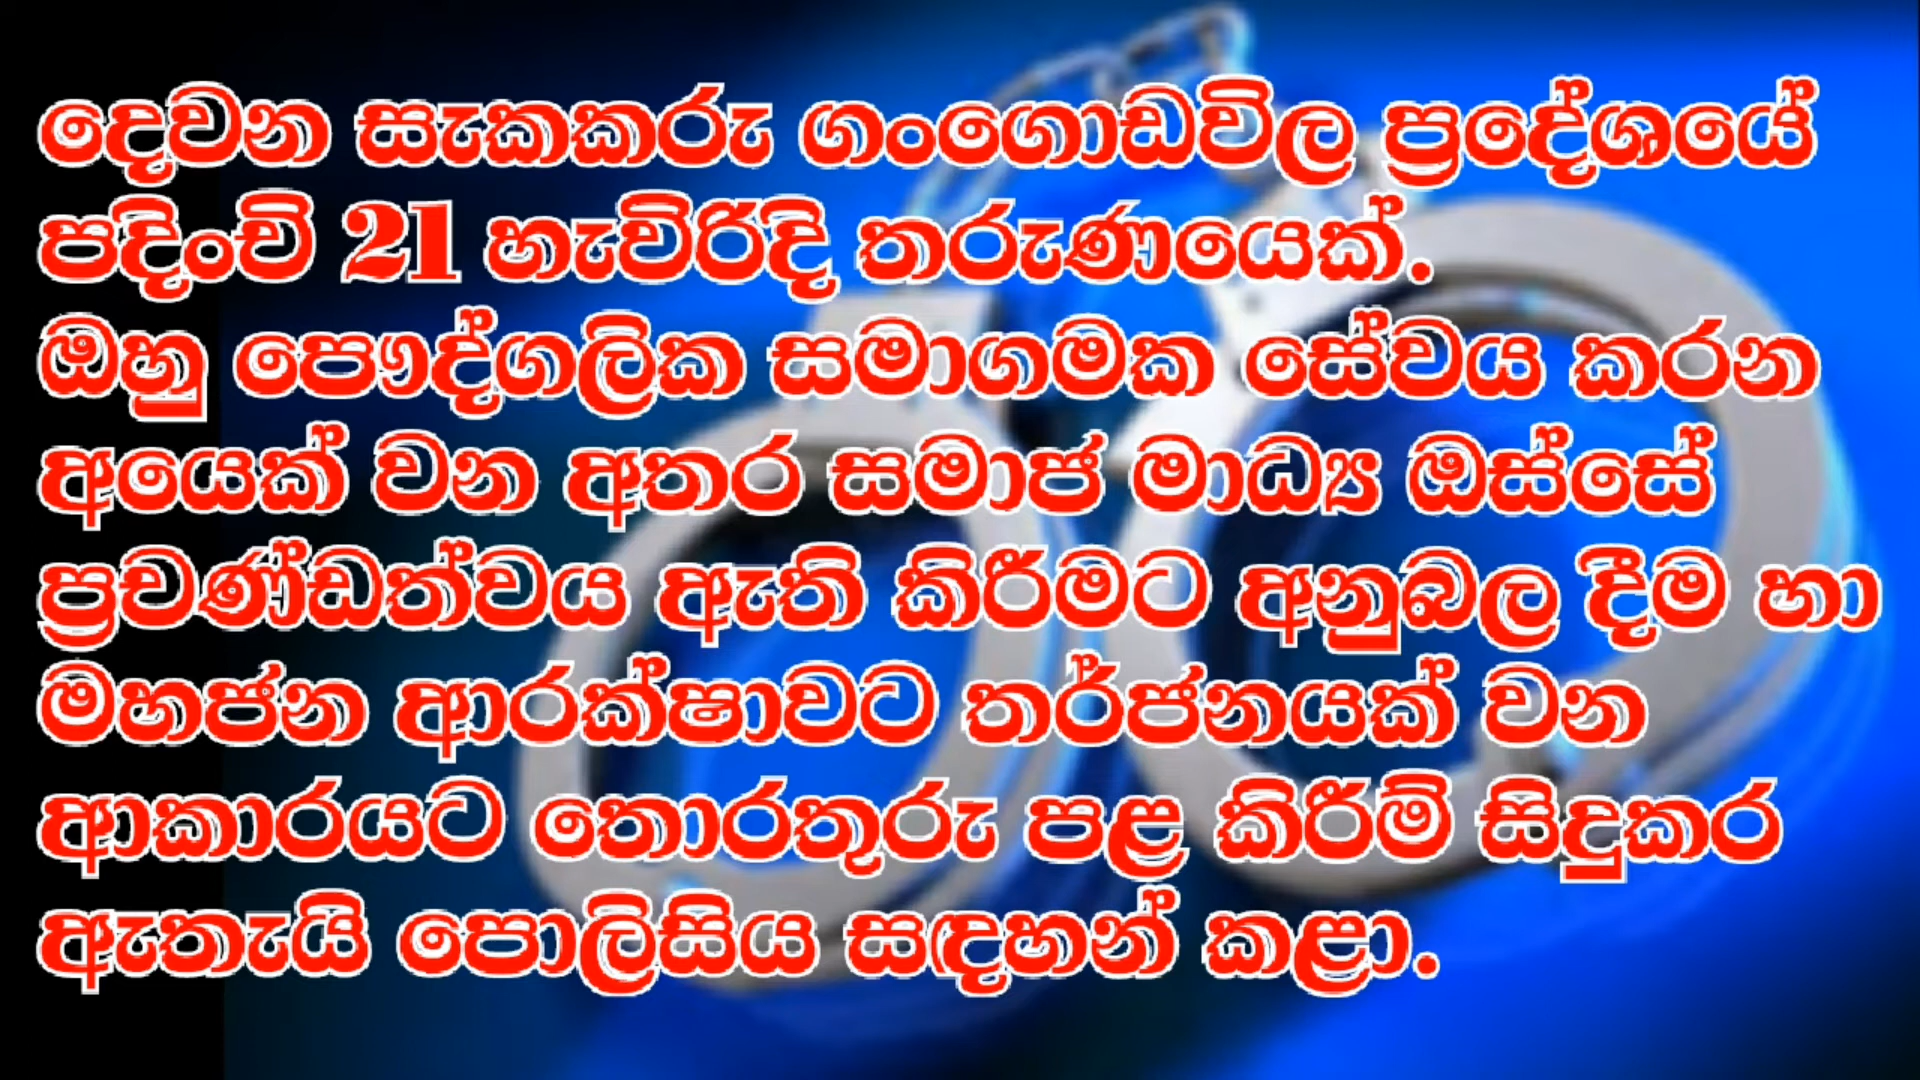 දෙවන සැකකරු ගංගොඩවිල ප්‍රදේශයේ
පදිංචි 21 හැවිරිදි තරුණයෙක්.
ඔහු පෞද්ගලික සමාගමක සේවය කරන
අයෙක් වන අතර සමාජ මාධ්‍ය ඔස්සේ
ප්‍රචණ්ඩත්වය ඇති කිරීමට අනුබල දීම හා
මහජන ආරක්ෂාවට තර්ජනයක් වන
ආකාරයට තොරතුරු පළ කිරීම් සිදුකර
ඇතැයි පොලිසිය සඳහන් කළා.